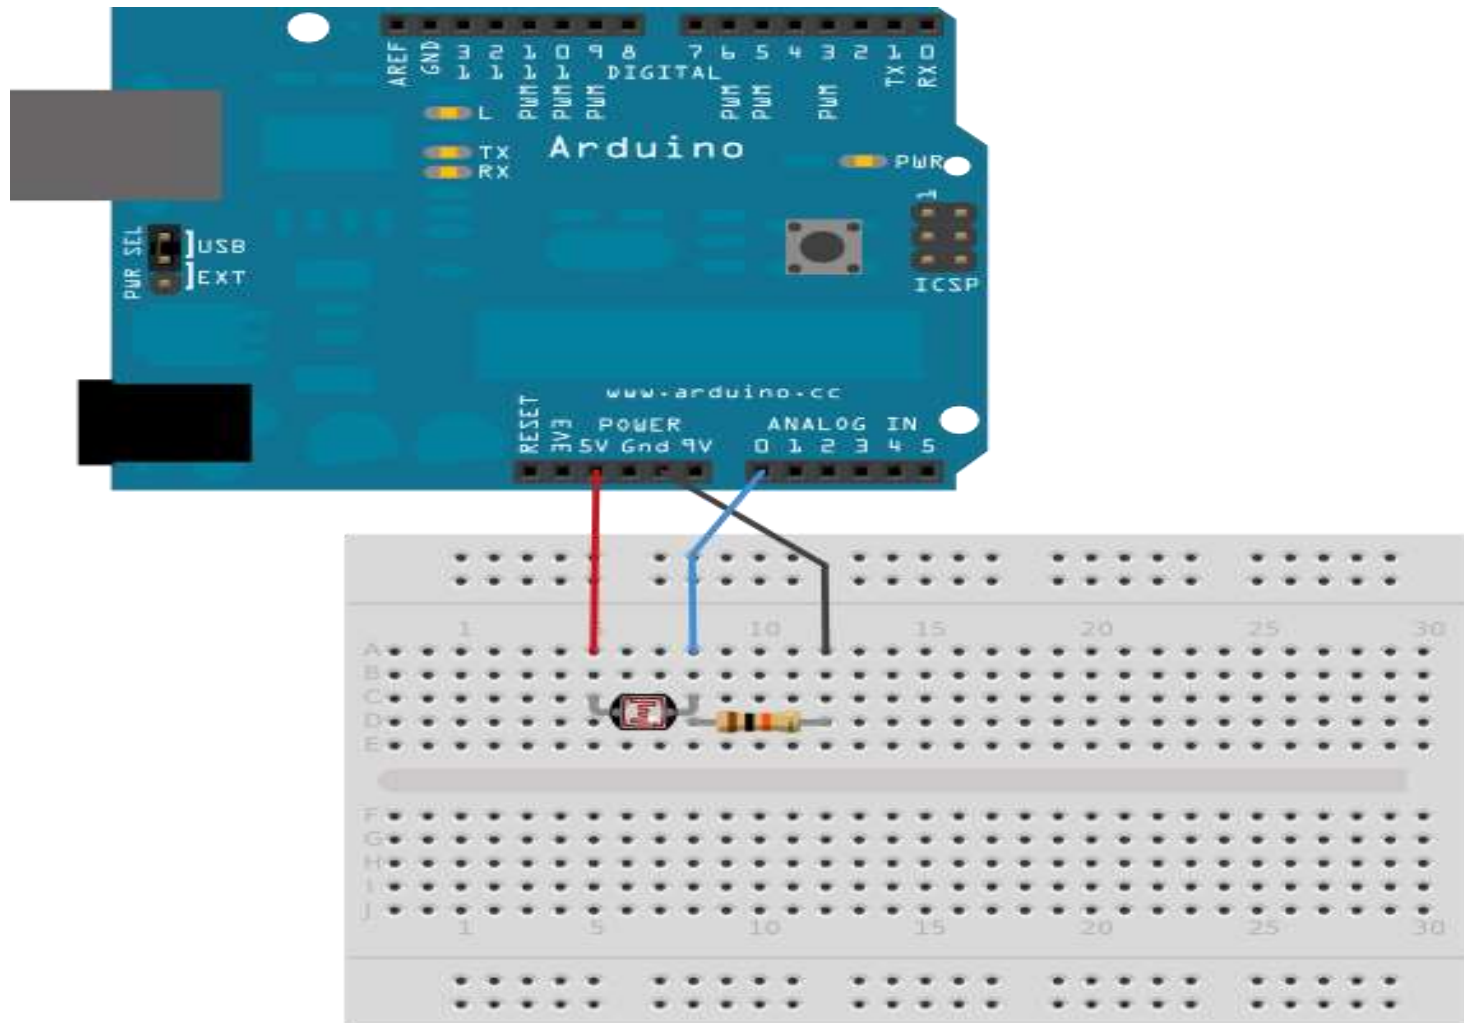 AREF GND 13 12 11 10 9 8 7 6 5 4 3 2 1 0
DIGITAL
PWM PWM PWM PWM PWM PWM TX RX
L
Arduino
TX
RX
PWR
1
PWR SEL
USB
EXT
ICSP
www.arduino.cc
RESET 3V3
POWER ANALOG IN
5V Gnd 9V 0 1 2 3 4 5
1 10 15 20 25 30
A
B
C
D
E
F
G
H
I
J
1 5 10 15 20 25 30